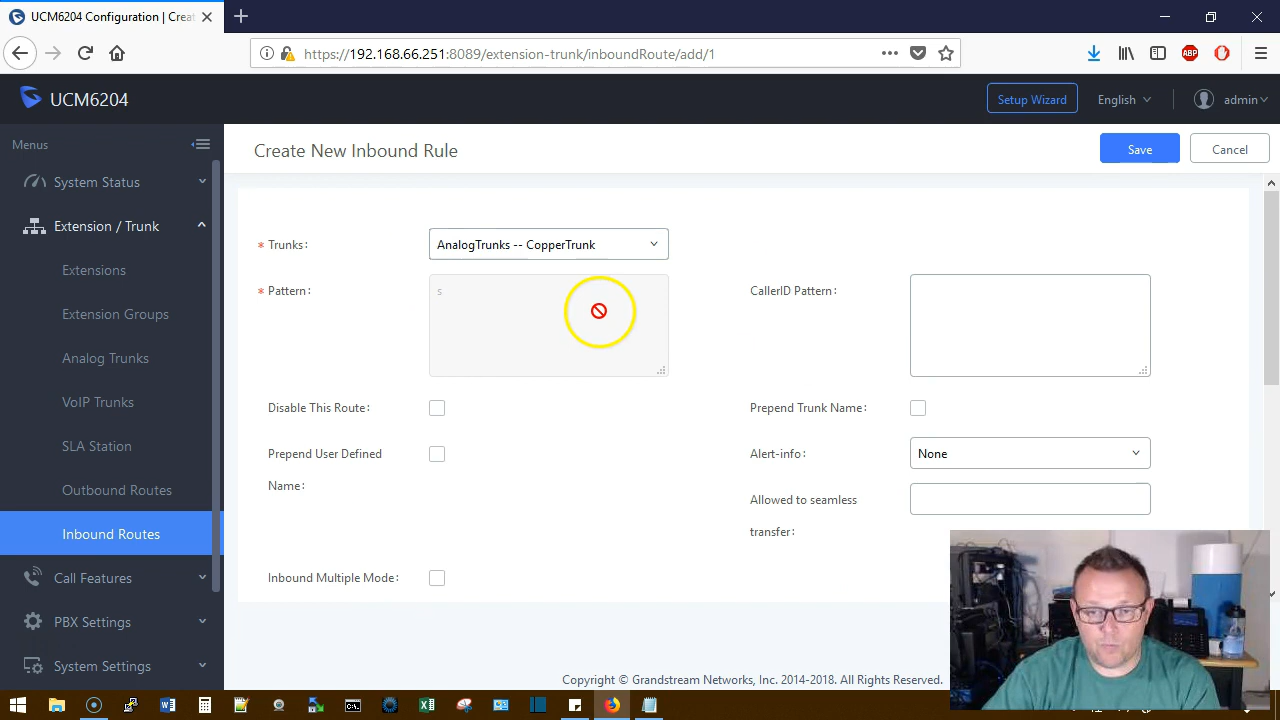 UCM6204 Configuration | Crea
https://192.168.66.251:8089/extension-trunk/inboundRoute/add/1
ABP
UCM6204
Setup Wizard
English
admin
Menus
Create New Inbound Rule
Save
Cancel
System Status
Extension / Trunk
Extensions
Extension Groups
Analog Trunks
VoIP Trunks
SLA Station
Outbound Routes
Inbound Routes
Call Features
PBX Settings
System Settings
* Trunks:
AnalogTrunks -- CopperTrunk
* Pattern:
s
CallerID Pattern:
Disable This Route:
Prepend Trunk Name:
Prepend User Defined
Name:
Alert-info:
None
Allowed to seamless
transfer:
Inbound Multiple Mode:
Copyright © Grandstream Networks, Inc. 2014-2018. All Rights Reserved.